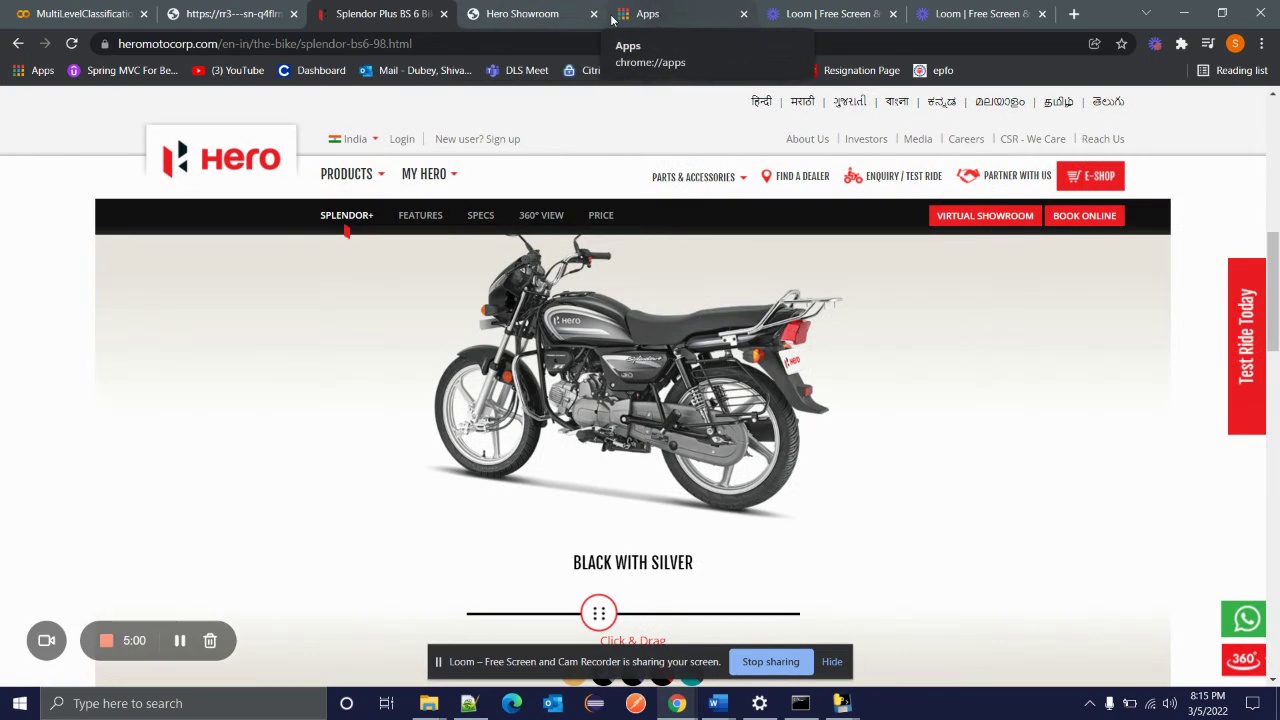 MultiLevelClassificatio
https://r3---sn-q4fln
Splendor Plus BS 6 Bi
Hero Showroom
Apps
Loom | Free Screen &
Loom | Free Screen &
heromotocorp.com/en-in/the-bike/splendor-bs6-98.html
S
Apps
chrome://apps
Apps
Spring MVC For Be...
(3) YouTube
Dashboard
Mail - Dubey, Shiva...
DLS Meet
Citri
Resignation Page
epfo
Reading list
हिन्दी | मराठी | ગુજરાતી | বাংলা | ಕನ್ನಡ | മലയാളം | தமிழ் | తెలుగు
India
Login
New user? Sign up
About Us
Investors
Media
Careers
CSR - We Care
Reach Us
Hero
PRODUCTS
MY HERO
PARTS & ACCESSORIES
FIND A DEALER
ENQUIRY / TEST RIDE
PARTNER WITH US
E-SHOP
SPLENDOR+
FEATURES
SPECS
360° VIEW
PRICE
VIRTUAL SHOWROOM
BOOK ONLINE
Hero
Hero
Test Ride Today
BLACK WITH SILVER
Click & Drag
5:00
Loom – Free Screen and Cam Recorder is sharing your screen.
Stop sharing
Hide
360°
Type here to search
8:15 PM
3/5/2022